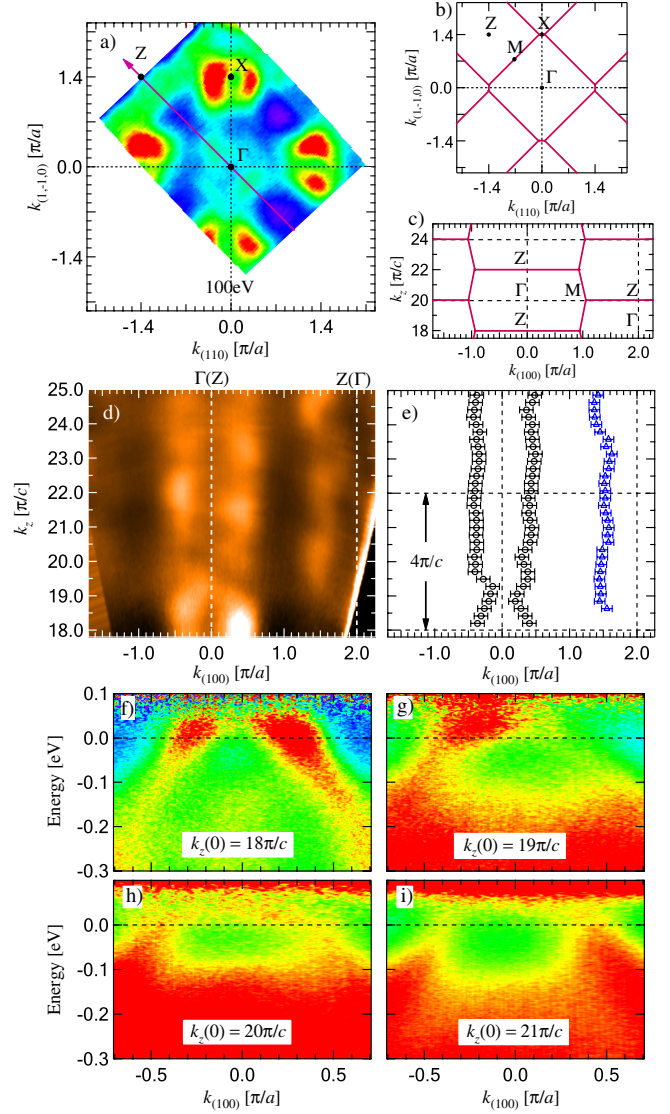 a)
Z
X
Γ
100eV
1.4
0.0
-1.4
k(1,-1,0) [π/a]
-1.4 0.0 1.4
k(110) [π/a]
b)
Z
X
M
Γ
1.4
0.0
-1.4
k(1,-1,0) [π/a]
-1.4 0.0 1.4
k(110) [π/a]
c)
24
22
20
18
kz [π/c]
Z
Γ M Z
Z Γ
-1.0 0.0 1.0 2.0
k(100) [π/a]
Γ(Z) Z(Γ)
d)
25.0
24.0
23.0
22.0
21.0
20.0
19.0
18.0
kz [π/c]
-1.0 0.0 1.0 2.0
k(100) [π/a]
e)
4π/c
-1.0 0.0 1.0 2.0
k(100) [π/a]
f)
0.1
0.0
-0.1
-0.2
-0.3
Energy [eV]
kz(0) = 18π/c
g)
kz(0) = 19π/c
h)
0.0
-0.1
-0.2
-0.3
Energy [eV]
kz(0) = 20π/c
-0.5 0.0 0.5
k(100) [π/a]
i)
kz(0) = 21π/c
-0.5 0.0 0.5
k(100) [π/a]